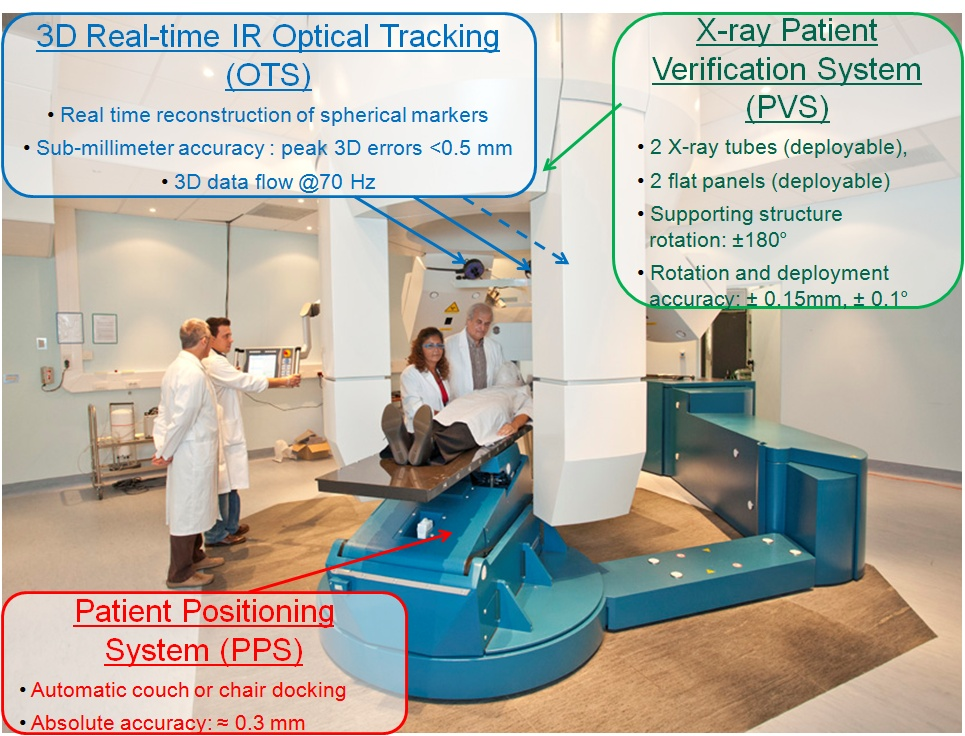 3D Real-time IR Optical Tracking
(OTS)
• Real time reconstruction of spherical markers
• Sub-millimeter accuracy : peak 3D errors <0.5 mm
• 3D data flow @70 Hz
X-ray Patient
Verification System
(PVS)
• 2 X-ray tubes (deployable),
• 2 flat panels (deployable)
• Supporting structure
rotation: ±180°
• Rotation and deployment
accuracy: ± 0.15mm, ± 0.1°
Patient Positioning
System (PPS)
• Automatic couch or chair docking
• Absolute accuracy: ≈ 0.3 mm